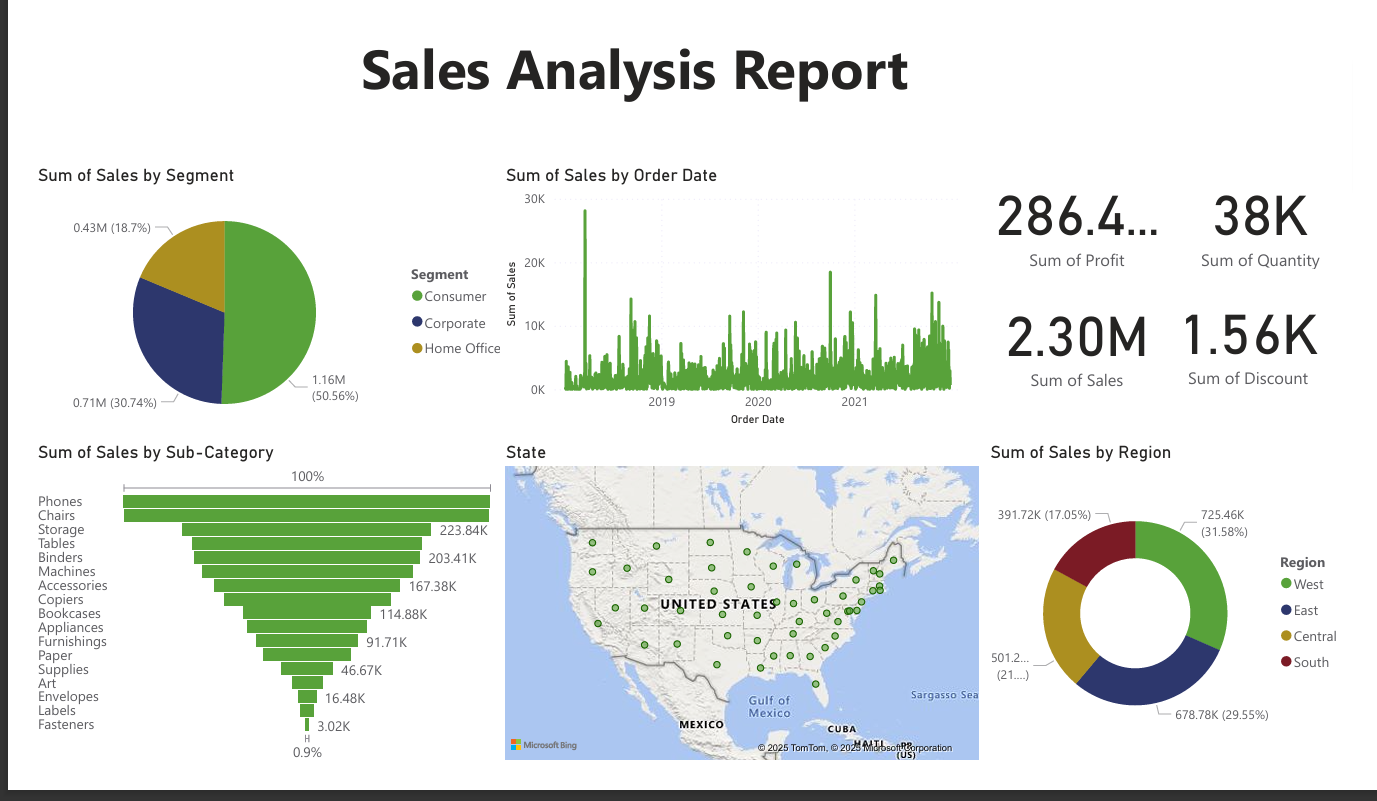 Sales Analysis Report
Sum of Sales by Segment
0.43M (18.7%)
0.71M (30.74%)
1.16M
(50.56%)
Segment
Consumer
Corporate
Home Office
Sum of Sales by Order Date
Sum of Sales
30K
20K
10K
0K
2019
2020
2021
Order Date
286.4...
Sum of Profit
38K
Sum of Quantity
2.30M
Sum of Sales
1.56K
Sum of Discount
Sum of Sales by Sub-Category
100%
Phones
Chairs
Storage
223.84K
Tables
Binders
203.41K
Machines
Accessories
167.38K
Copiers
Bookcases
114.88K
Appliances
Furnishings
91.71K
Paper
Supplies
46.67K
Art
Envelopes
16.48K
Labels
Fasteners
3.02K
0.9%
State
UNITED STATES
MEXICO
Gulf of
Mexico
Sargasso Sea
CUBA
HAITI
PR
(US)
Microsoft Bing
© 2025 TomTom, © 2025 Microsoft Corporation
Sum of Sales by Region
391.72K (17.05%)
725.46K
(31.58%)
501.2...
(21....)
678.78K (29.55%)
Region
West
East
Central
South